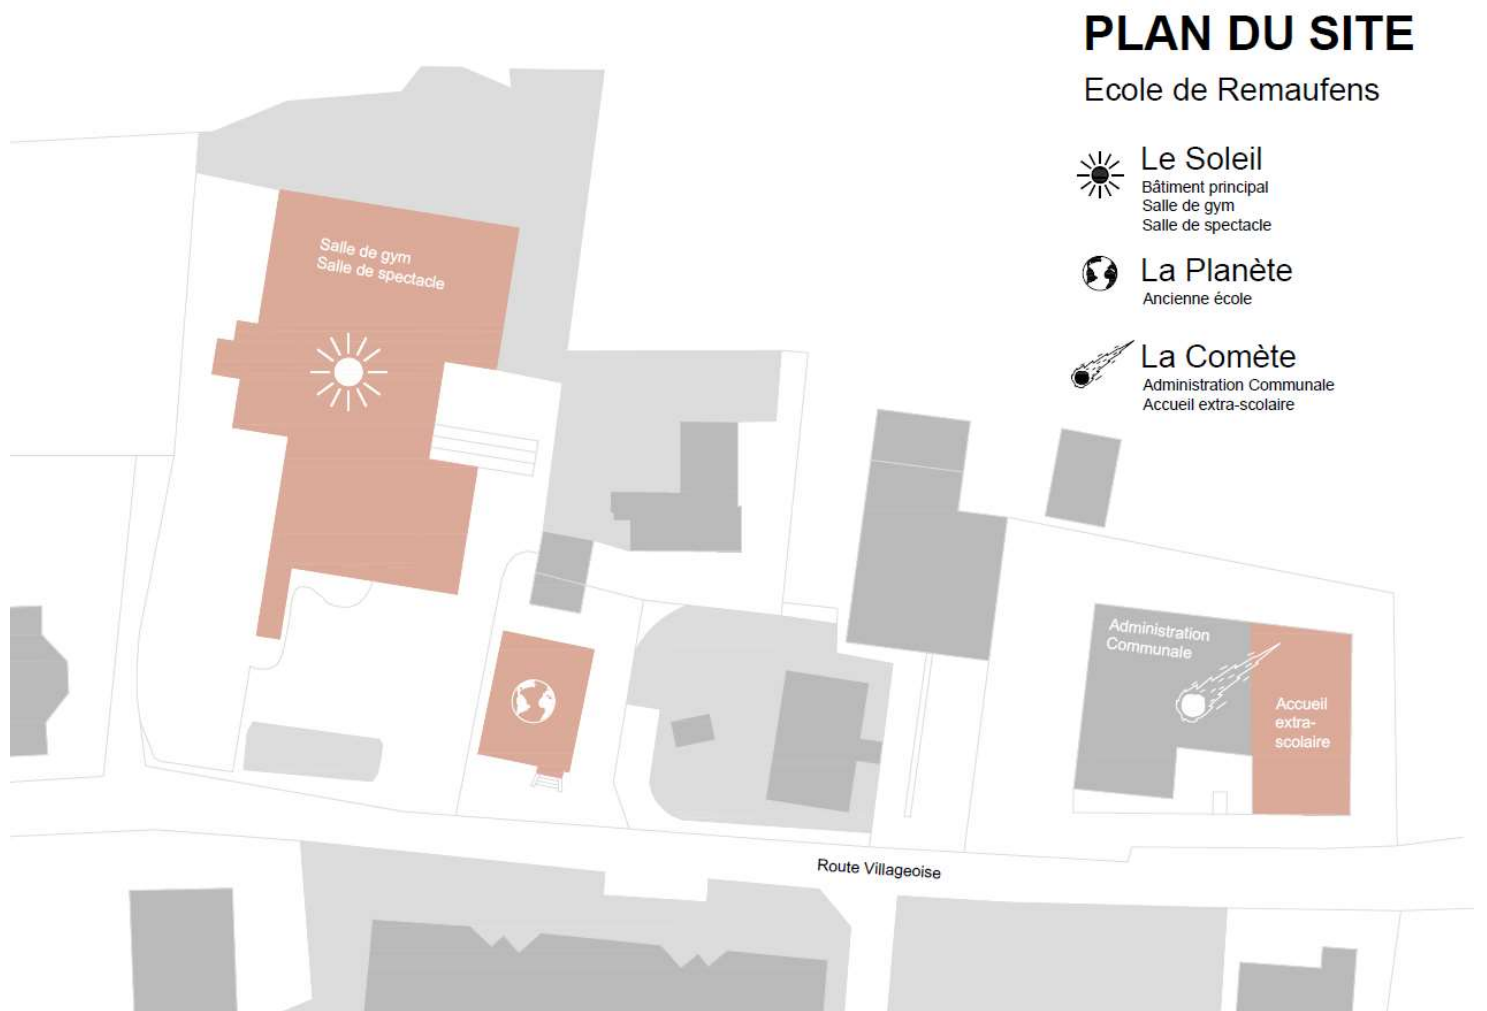 PLAN DU SITE
Ecole de Remaufens
Le Soleil
Bâtiment principal
Salle de gym
Salle de spectacle
La Planète
Ancienne école
La Comète
Administration Communale
Accueil extra-scolaire
Salle de gym
Salle de spectacle
Administration
Communale
Accueil
extra-
scolaire
Route Villageoise